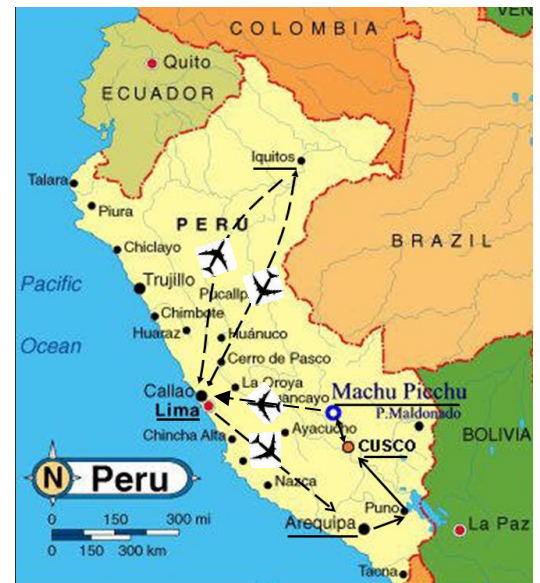 VEN
COLOMBIA
Quito
ECUADOR
Iquitos
Talara
Piura
PERU
BRAZIL
Chiclayo
Pacific
Trujillo
Pucallp
Chimbote
Huaraz
Huánuco
Ocean
Cerro de Pasco
La Oroya
Callao
ancayo
Machu Picchu
Lima
P.Maldonado
Ayacucho
Chincha Alta
CUSCO
BOLIVIA
Nazca
N
Peru
Puno
Arequipa
La Paz
0 150 300 mi
0 150 300 km
Tacna